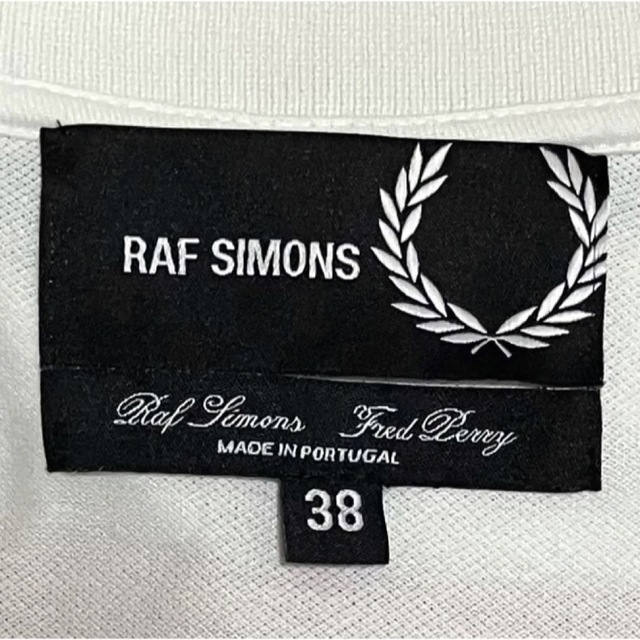 RAF SIMONS
Raf Simons Fred Perry
MADE IN PORTUGAL
38